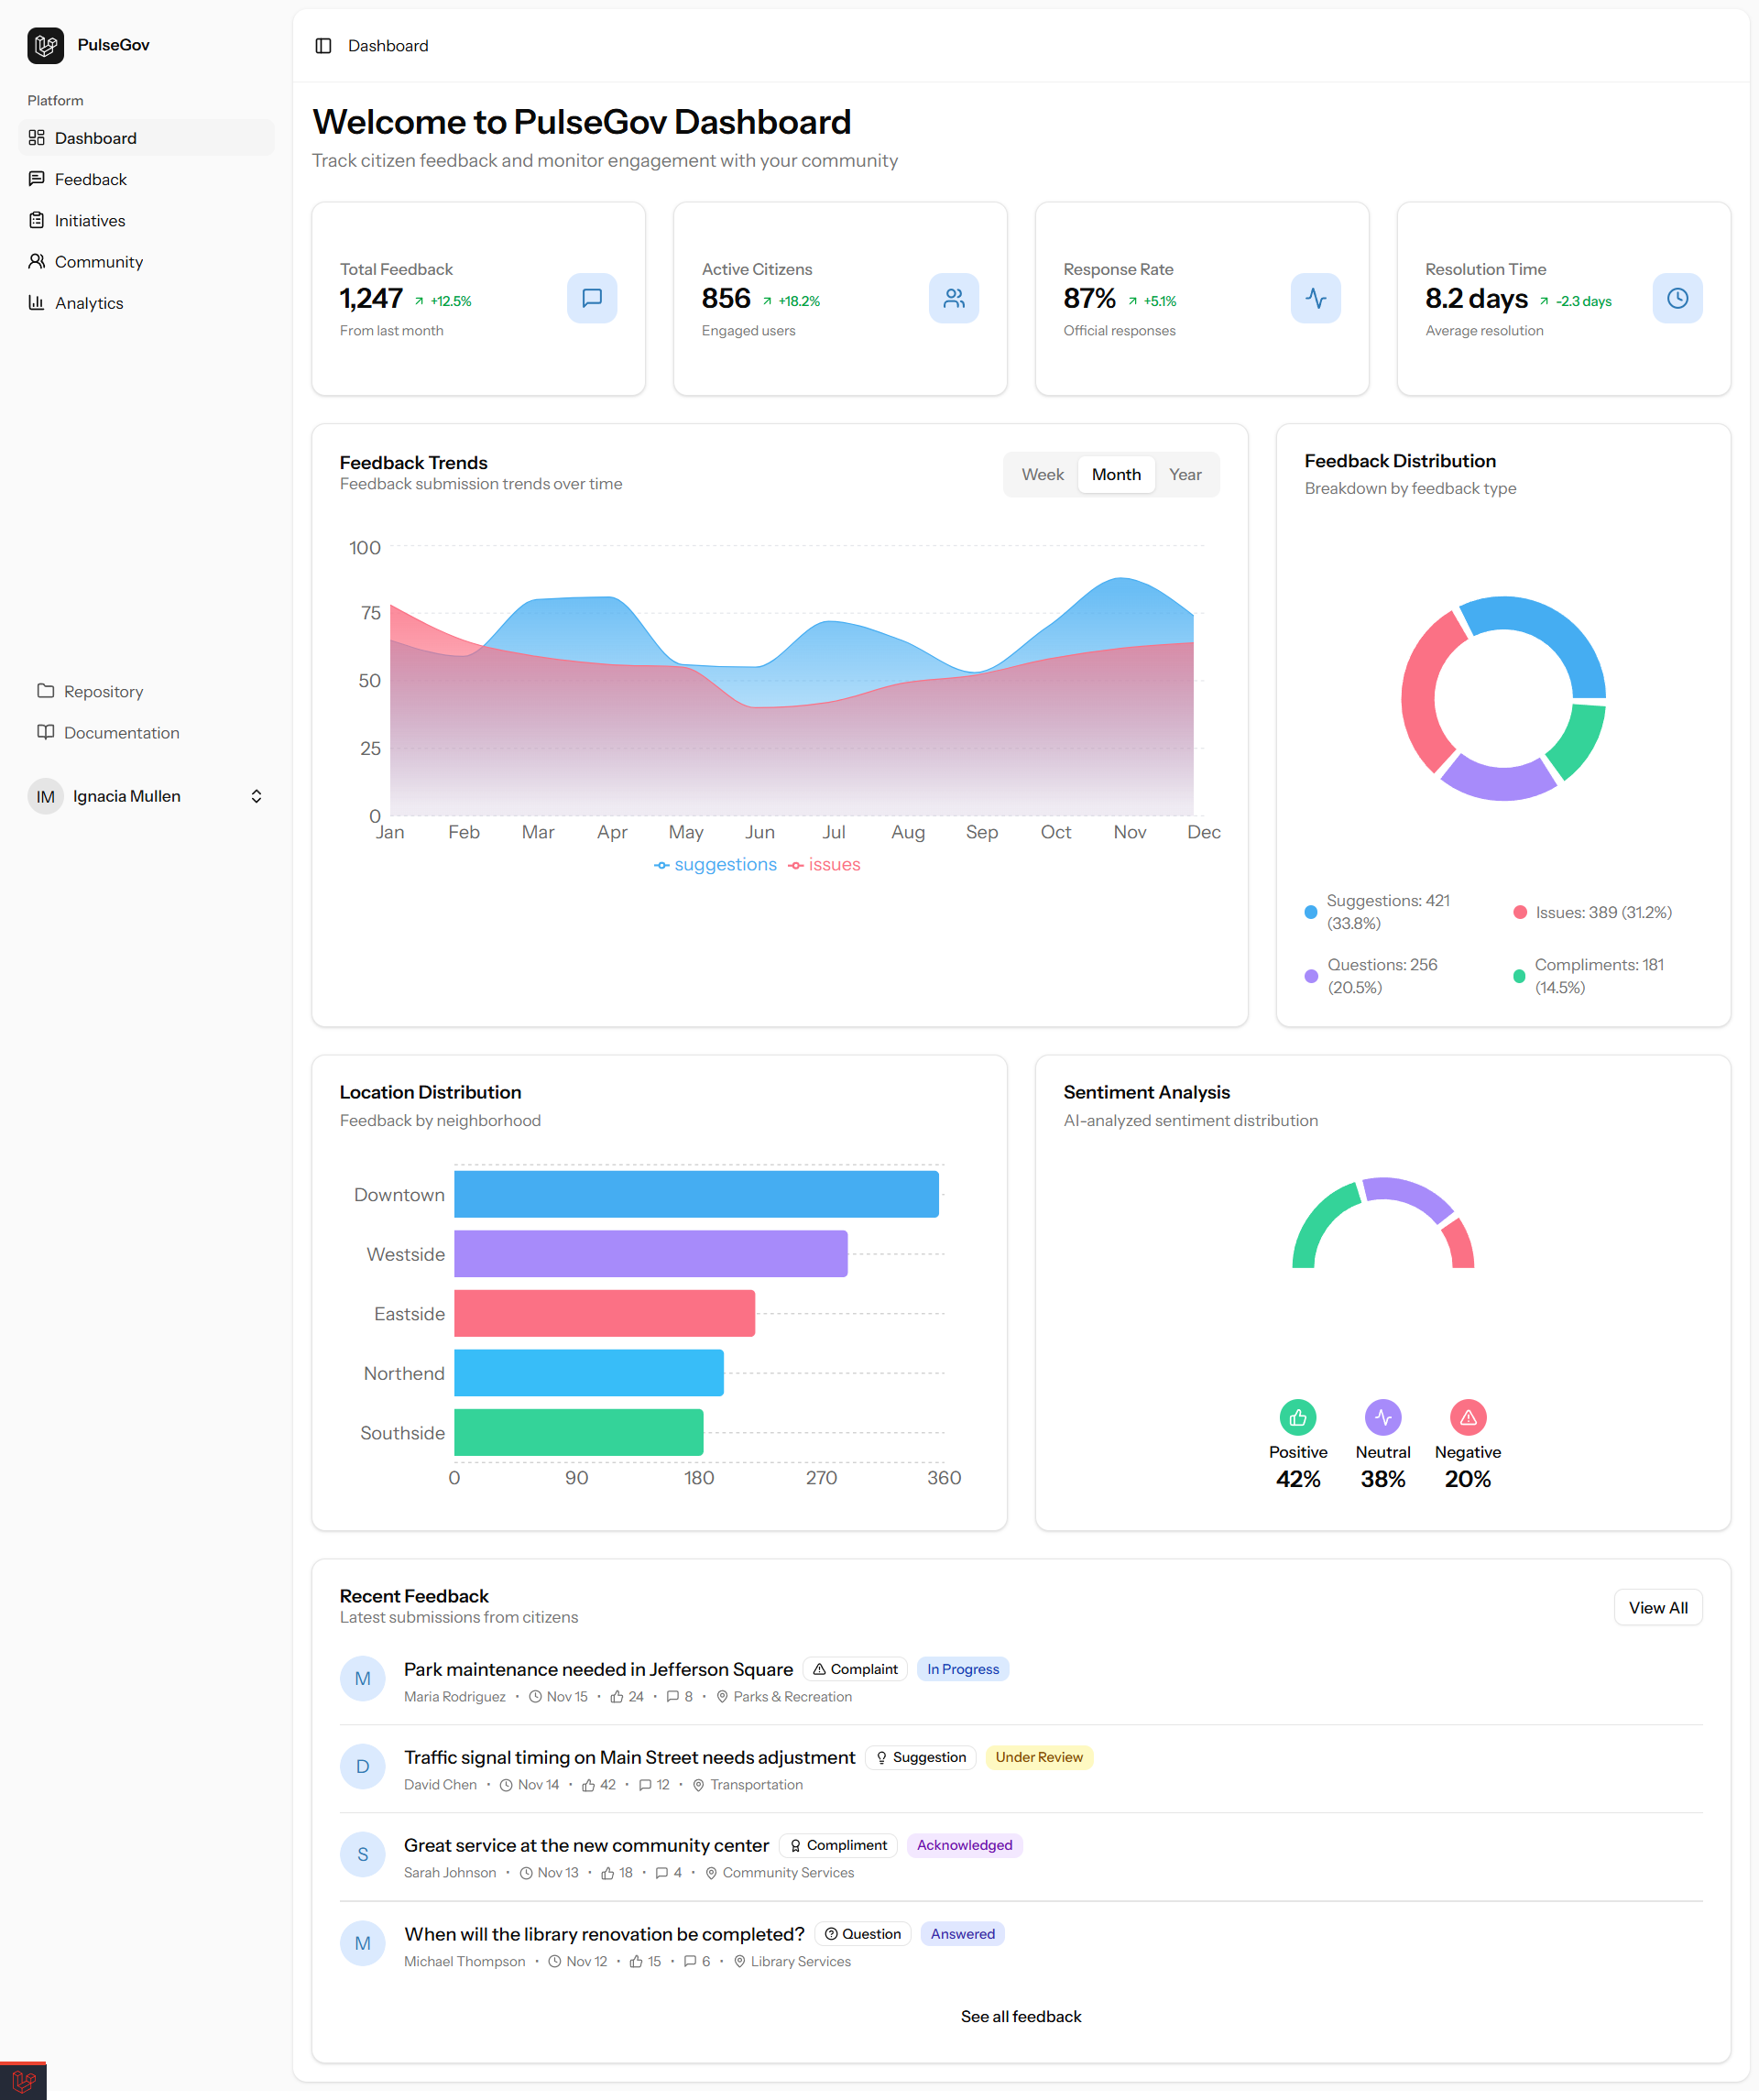 PulseGov
Platform
Dashboard
Feedback
Initiatives
Community
Analytics
Repository
Documentation
IM Ignacia Mullen
Dashboard
Welcome to PulseGov Dashboard
Track citizen feedback and monitor engagement with your community
Total Feedback
1,247 +12.5%
From last month
Active Citizens
856 +18.2%
Engaged users
Response Rate
87% +5.1%
Official responses
Resolution Time
8.2 days -2.3 days
Average resolution
Feedback Trends
Feedback submission trends over time
Week Month Year
100
75
50
25
0
Jan Feb Mar Apr May Jun Jul Aug Sep Oct Nov Dec
suggestions issues
Feedback Distribution
Breakdown by feedback type
Suggestions: 421
(33.8%)
Issues: 389 (31.2%)
Questions: 256
(20.5%)
Compliments: 181
(14.5%)
Location Distribution
Feedback by neighborhood
Downtown
Westside
Eastside
Northend
Southside
0 90 180 270 360
Sentiment Analysis
AI-analyzed sentiment distribution
Positive
42%
Neutral
38%
Negative
20%
Recent Feedback
Latest submissions from citizens
View All
M
Park maintenance needed in Jefferson Square Complaint In Progress
Maria Rodriguez • Nov 15 • 24 • 8 • Parks & Recreation
D
Traffic signal timing on Main Street needs adjustment Suggestion Under Review
David Chen • Nov 14 • 42 • 12 • Transportation
S
Great service at the new community center Compliment Acknowledged
Sarah Johnson • Nov 13 • 18 • 4 • Community Services
M
When will the library renovation be completed? Question Answered
Michael Thompson • Nov 12 • 15 • 6 • Library Services
See all feedback